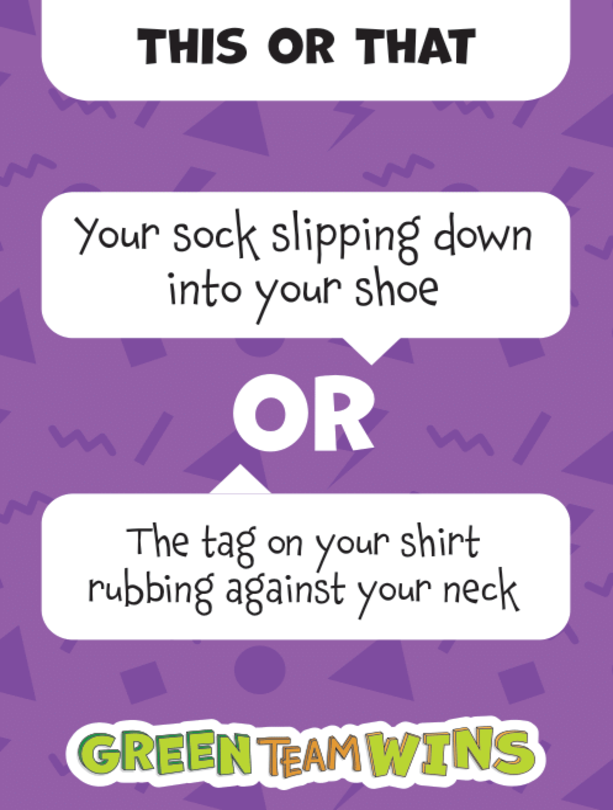 THIS OR THAT
Your sock slipping down
into your shoe
OR
The tag on your shirt
rubbing against your neck
GREEN TEAM WINS